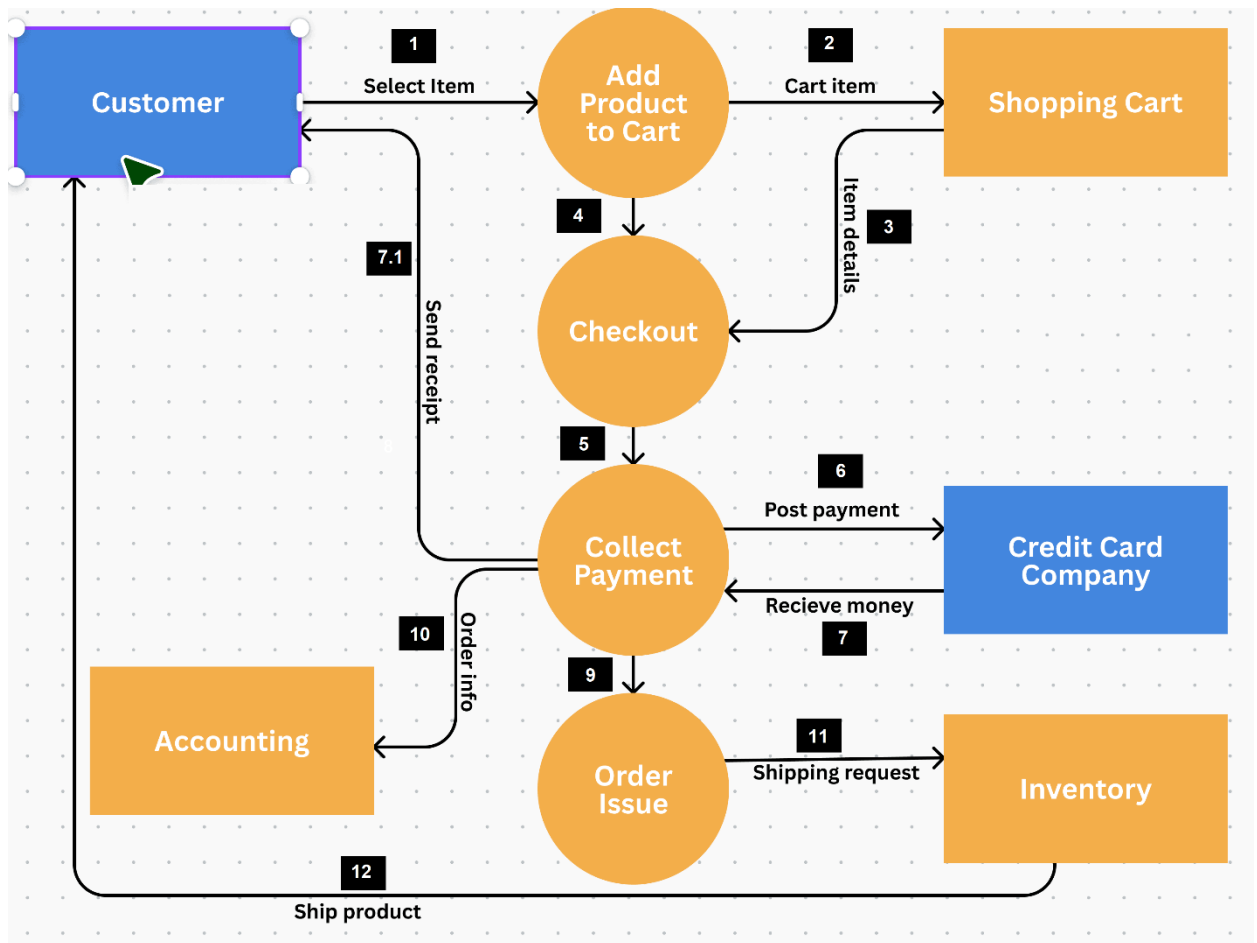 1
2
Select Item
Cart item
Customer
Add
Product
to Cart
Shopping Cart
4
3
Item details
7.1
Send receipt
Checkout
5
6
Post payment
Collect
Payment
Credit Card
Company
Recieve money
7
10
Order info
9
Accounting
11
Shipping request
Order
Issue
Inventory
12
Ship product